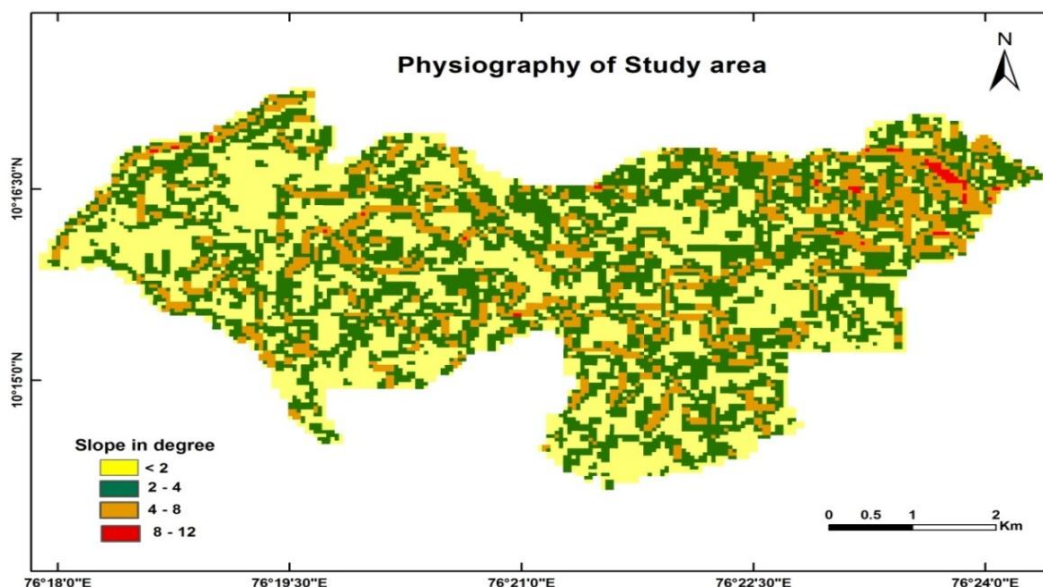 Physiography of Study area
N
10°16'30"N
10°15'0"N
Slope in degree
< 2
2 - 4
4 - 8
8 - 12
0 0.5 1 2
Km
76°18'0"E 76°19'30"E 76°21'0"E 76°22'30"E 76°24'0"E